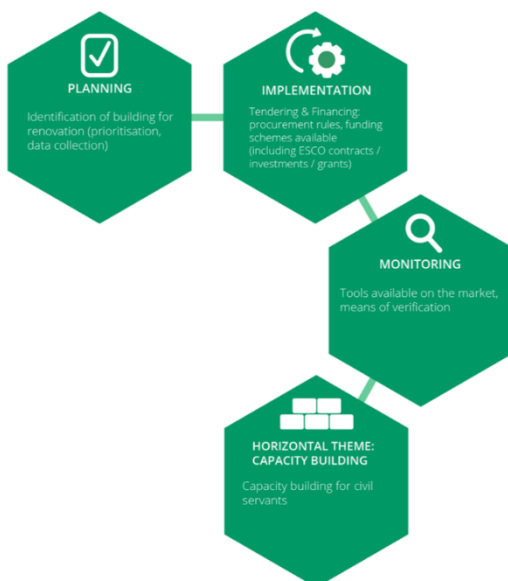 PLANNING
Identification of building for
renovation (prioritisation,
data collection)
IMPLEMENTATION
Tendering & Financing:
procurement rules, funding
schemes available
(including ESCO contracts /
investments / grants)
MONITORING
Tools available on the market,
means of verification
HORIZONTAL THEME:
CAPACITY BUILDING
Capacity building for civil
servants